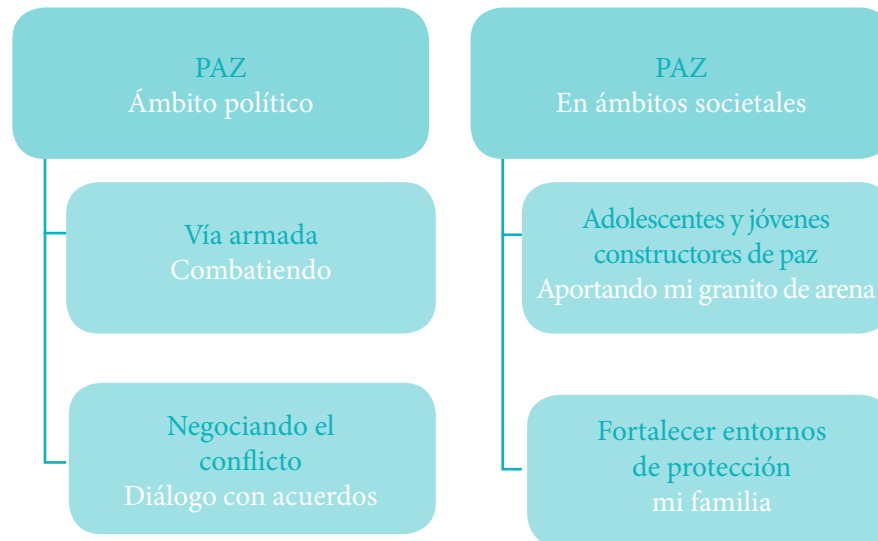 PAZ
Ámbito político
Vía armada
Combatiendo
Negociando el
conflicto
Diálogo con acuerdos
PAZ
En ámbitos societales
Adolescentes y jóvenes
constructores de paz
Aportando mi granito de arena
Fortalecer entornos
de protección
mi familia